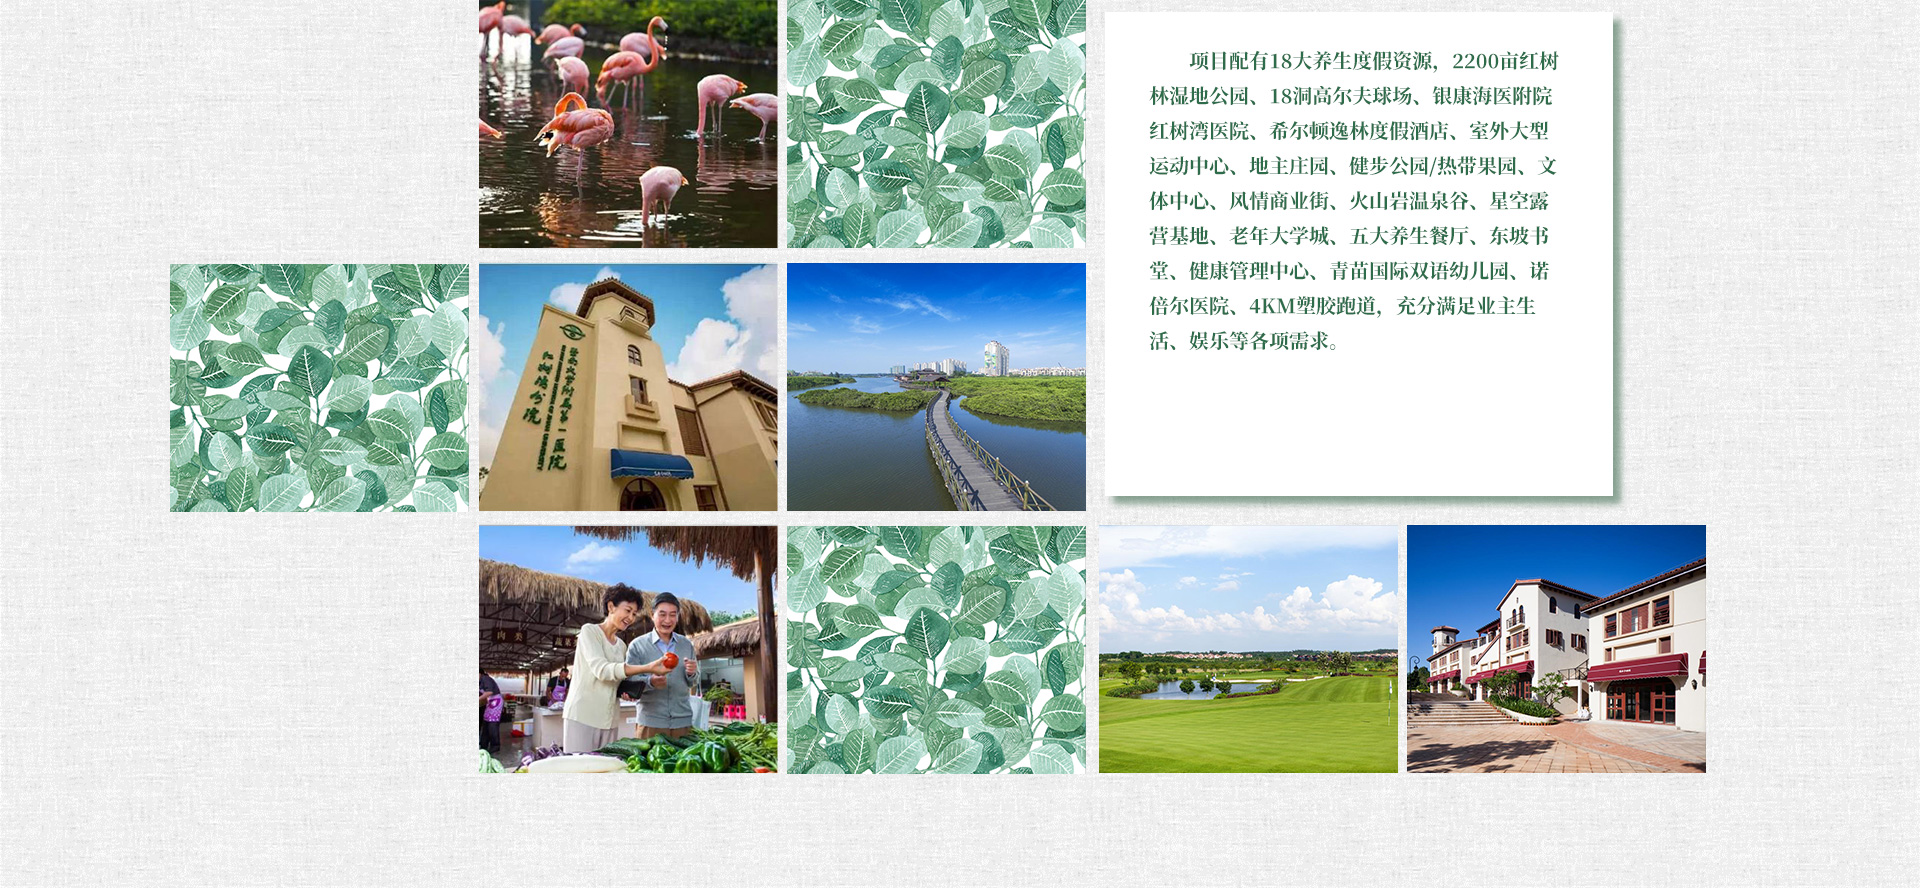 项目配有18大养生度假资源，2200亩红树
林湿地公园、18洞高尔夫球场、银康海医附院
红树湾医院、希尔顿逸林度假酒店、室外大型
运动中心、地主庄园、健步公园/热带果园、文
体中心、风情商业街、火山岩温泉谷、星空露
营基地、老年大学城、五大养生餐厅、东坡书
堂、健康管理中心、青苗国际双语幼儿园、诺
倍尔医院、4KM塑胶跑道，充分满足业主生
活、娱乐等各项需求。
暨南大学附属第一医院
红树湾分院
肉类